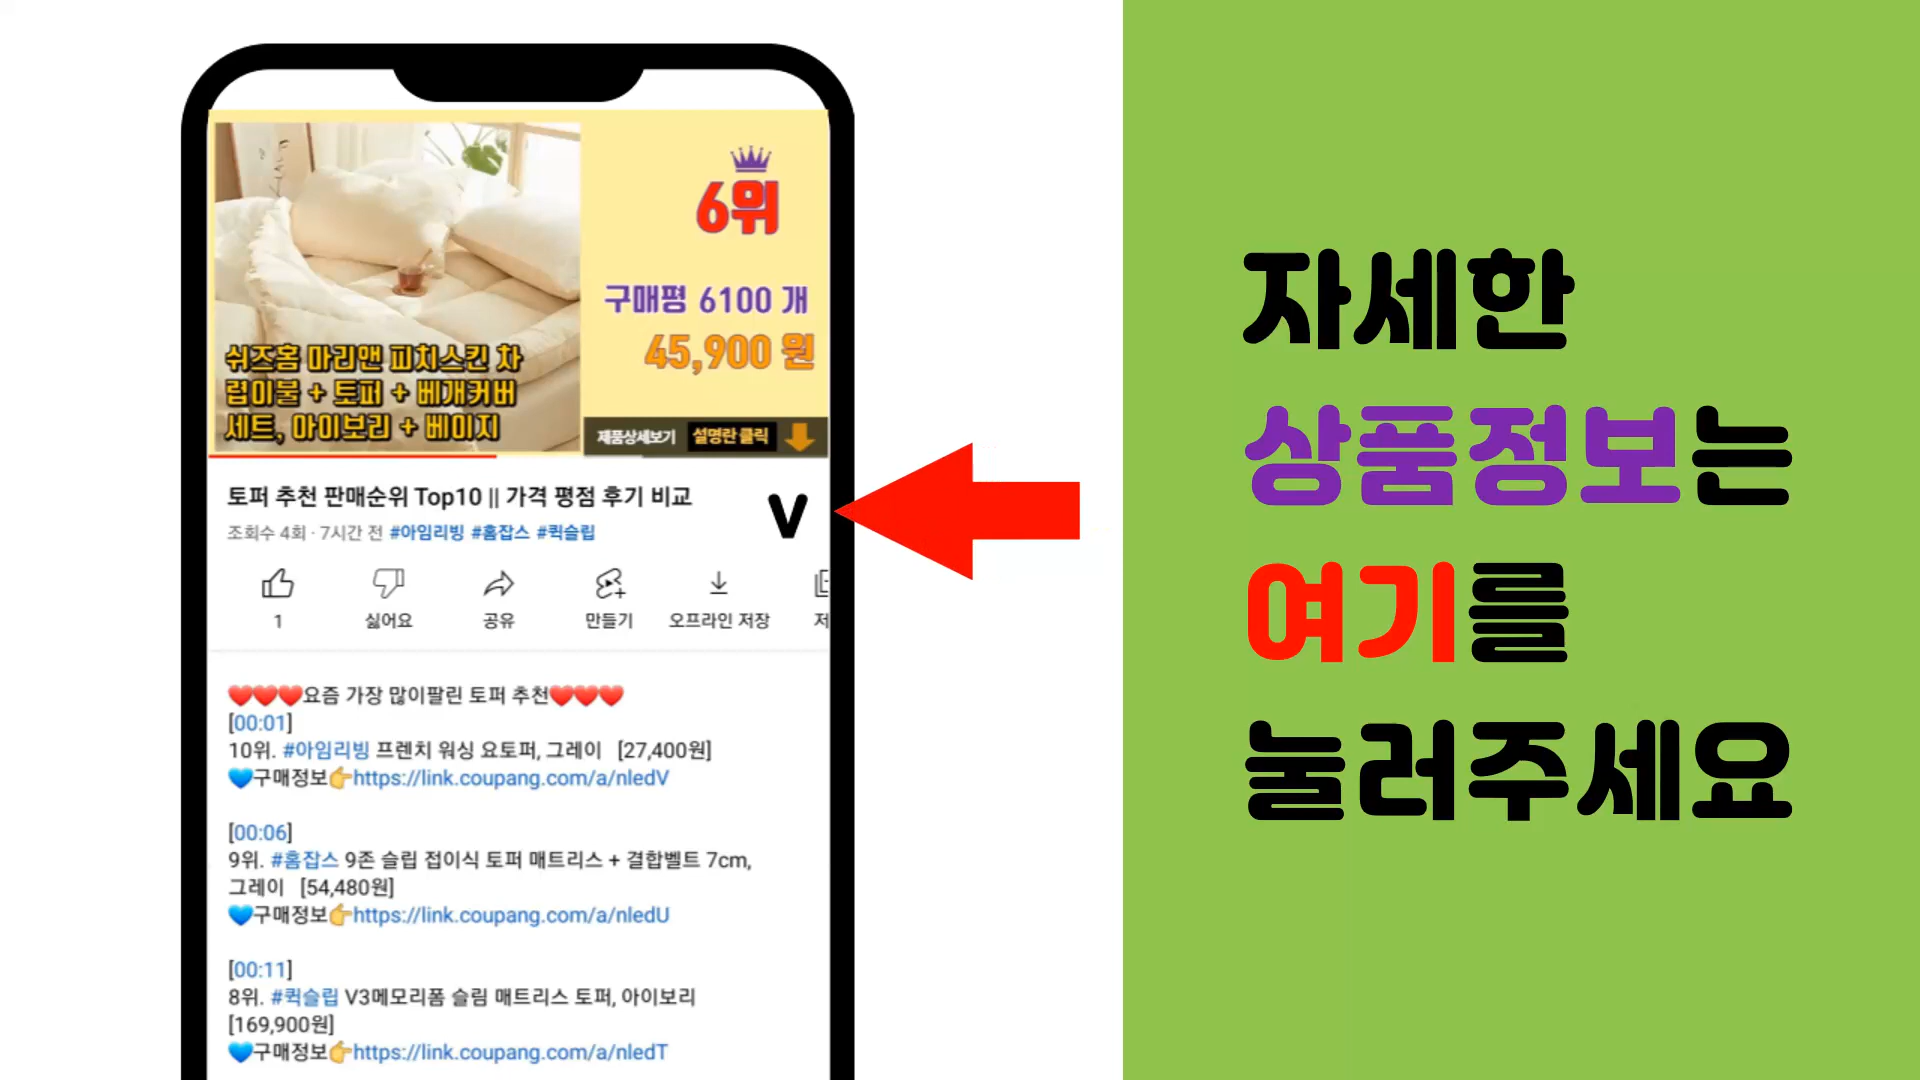 6위
구매평 6100 개
45,900 원
쉬즈홈 마리앤 피치스킨 차
렵이불 + 토퍼 + 베개커버
세트, 아이보리 + 베이지
제품상세보기 설명란 클릭
토퍼 추천 판매순위 Top10 || 가격 평점 후기 비교
V
조회수 4회 · 7시간 전 #아임리빙 #홈잡스 #퀵슬립
1 싫어요 공유 만들기 오프라인 저장 저
❤❤❤요즘 가장 많이팔린 토퍼 추천❤❤❤
[00:01]
10위. #아임리빙 프렌치 워싱 요토퍼, 그레이 [27,400원]
💙구매정보👉https://link.coupang.com/a/nledV
[00:06]
9위. #홈잡스 9존 슬립 접이식 토퍼 매트리스 + 결합벨트 7cm,
그레이 [54,480원]
💙구매정보👉https://link.coupang.com/a/nledU
[00:11]
8위. #퀵슬립 V3메모리폼 슬림 매트리스 토퍼, 아이보리
[169,900원]
💙구매정보👉https://link.coupang.com/a/nledT
자세한
상품정보는
여기를
눌러주세요